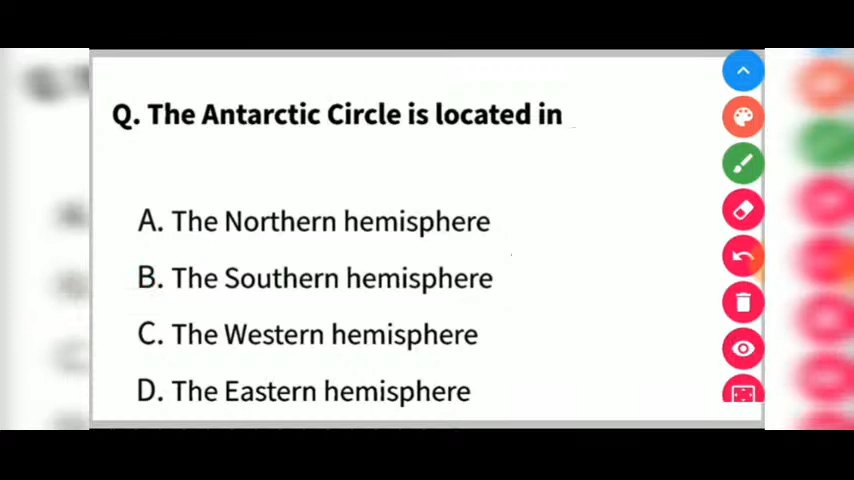 Q. The Antarctic Circle is located in
A. The Northern hemisphere
B. The Southern hemisphere
C. The Western hemisphere
D. The Eastern hemisphere